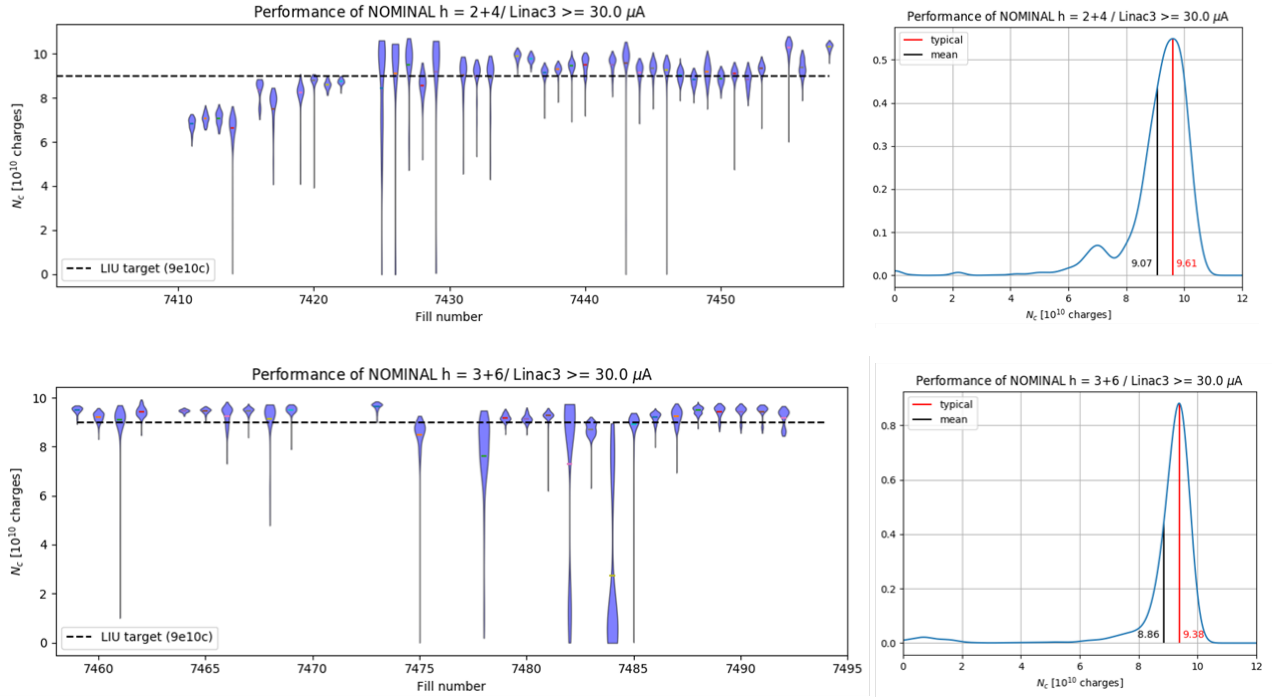 Performance of NOMINAL h = 2+4/ Linac3 >= 30.0 μA
10
8
6
4
2
0
N_c [10^10 charges]
LIU target (9e10c)
7410 7420 7430 7440 7450
Fill number
Performance of NOMINAL h = 2+4/ Linac3 >= 30.0 μA
typical
mean
0.5
0.4
0.3
0.2
0.1
0.0
9.07 9.61
0 2 4 6 8 10 12
N_c [10^10 charges]
Performance of NOMINAL h = 3+6/ Linac3 >= 30.0 μA
10
8
6
4
2
0
N_c [10^10 charges]
LIU target (9e10c)
7460 7465 7470 7475 7480 7485 7490 7495
Fill number
Performance of NOMINAL h = 3+6 / Linac3 >= 30.0 μA
typical
mean
0.8
0.6
0.4
0.2
0.0
8.86 9.38
0 2 4 6 8 10 12
N_c [10^10 charges]